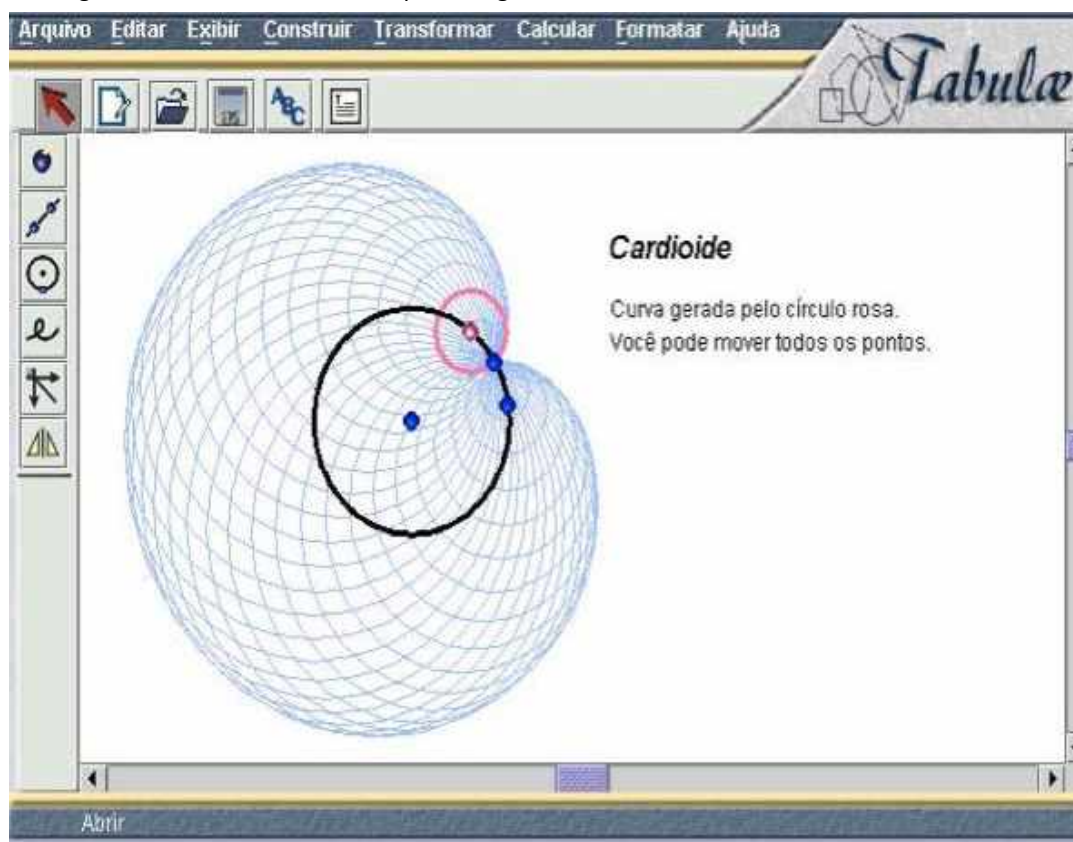 Arquivo Editar Exibir Construir Transformar Calcular Formatar Ajuda
Tabulæ
ABC
Cardioide
Curva gerada pelo círculo rosa.
Você pode mover todos os pontos.
Abrir